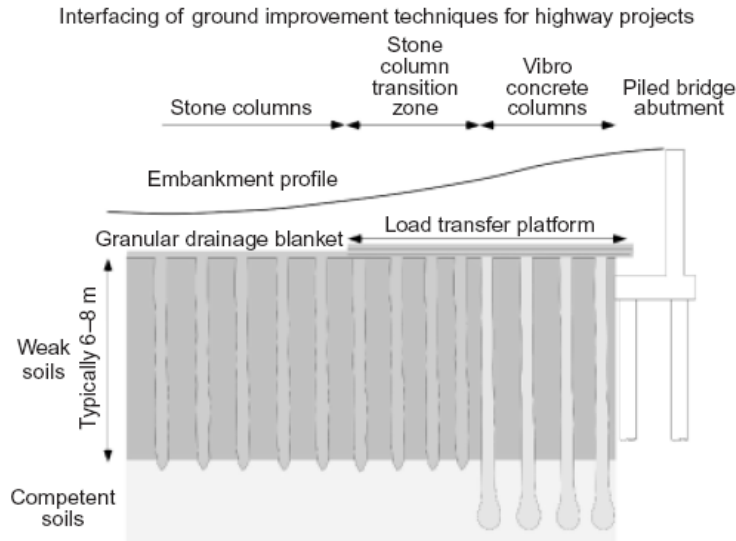 Interfacing of ground improvement techniques for highway projects
Stone columns
Stone
column
transition
zone
Vibro
concrete
columns
Piled bridge
abutment
Embankment profile
Granular drainage blanket
Load transfer platform
Weak
soils
Typically 6–8 m
Competent
soils